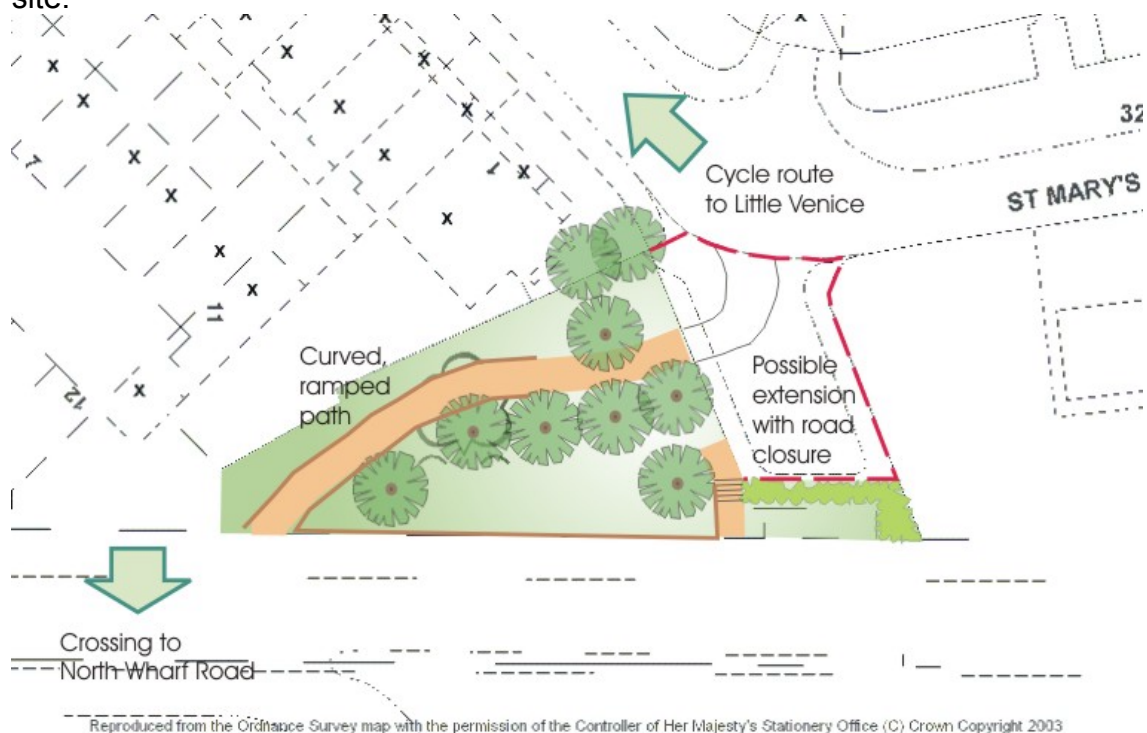 site.
Cycle route
to Little Venice
32
ST MARY'S
Curved,
ramped
path
Possible
extension
with road
closure
11
12
Crossing to
North Wharf Road
Reproduced from the Ordnance Survey map with the permission of the Controller of Her Majesty's Stationery Office (C) Crown Copyright 2003